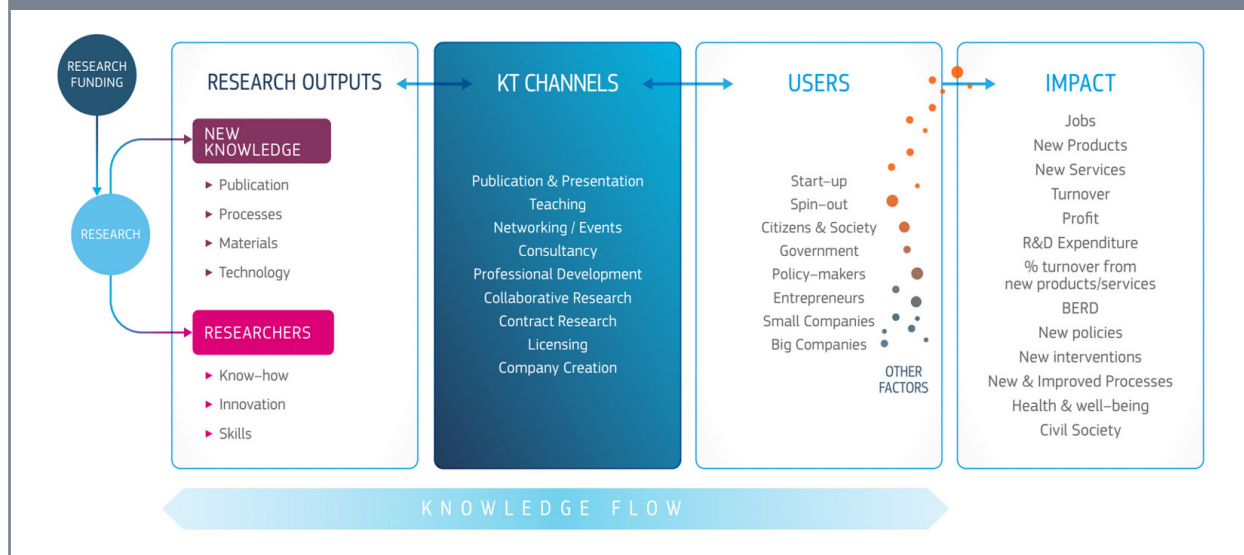 RESEARCH
FUNDING
RESEARCH
RESEARCH OUTPUTS
NEW
KNOWLEDGE
Publication
Processes
Materials
Technology
RESEARCHERS
Know–how
Innovation
Skills
KT CHANNELS
Publication & Presentation
Teaching
Networking / Events
Consultancy
Professional Development
Collaborative Research
Contract Research
Licensing
Company Creation
USERS
Start–up
Spin–out
Citizens & Society
Government
Policy–makers
Entrepreneurs
Small Companies
Big Companies
OTHER
FACTORS
IMPACT
Jobs
New Products
New Services
Turnover
Profit
R&D Expenditure
% turnover from
new products/services
BERD
New policies
New interventions
New & Improved Processes
Health & well–being
Civil Society
KNOWLEDGE FLOW